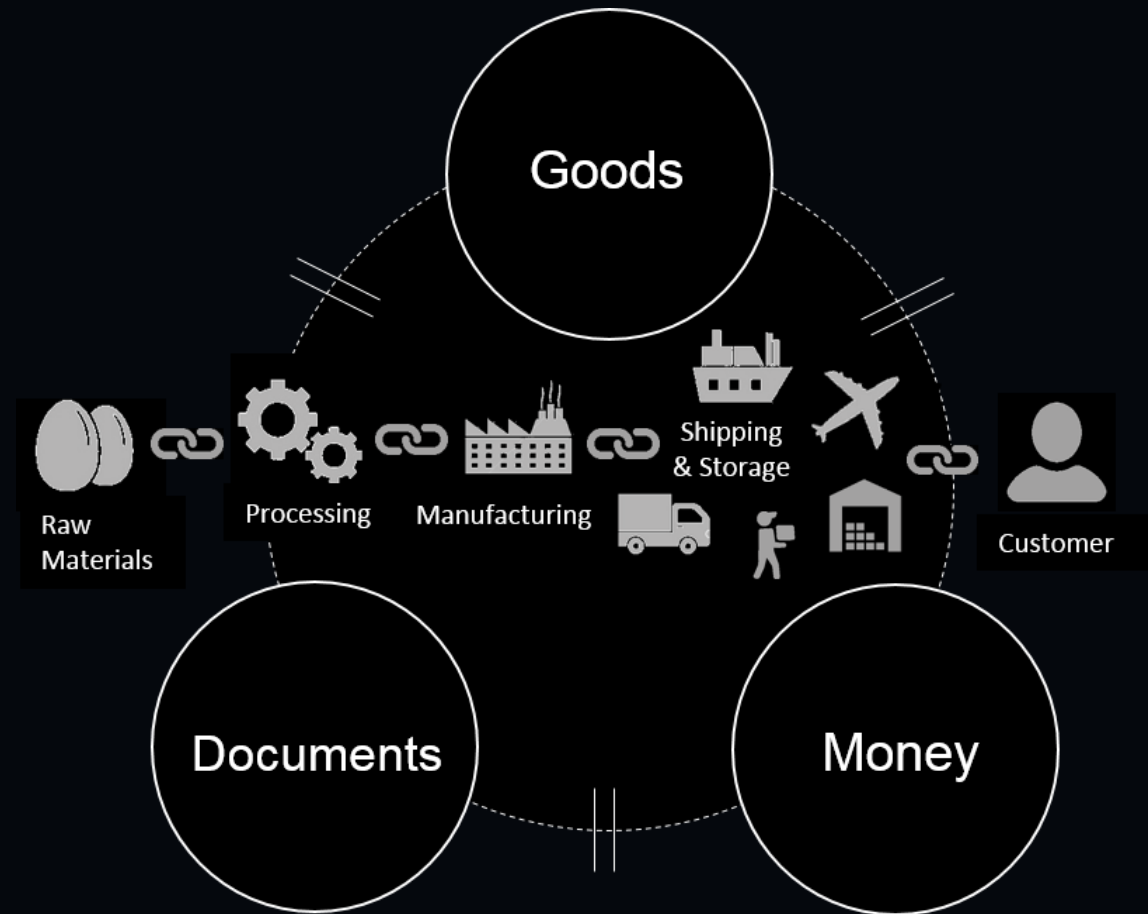 Goods
Shipping
& Storage
Raw
Materials
Processing
Manufacturing
Customer
Documents
Money